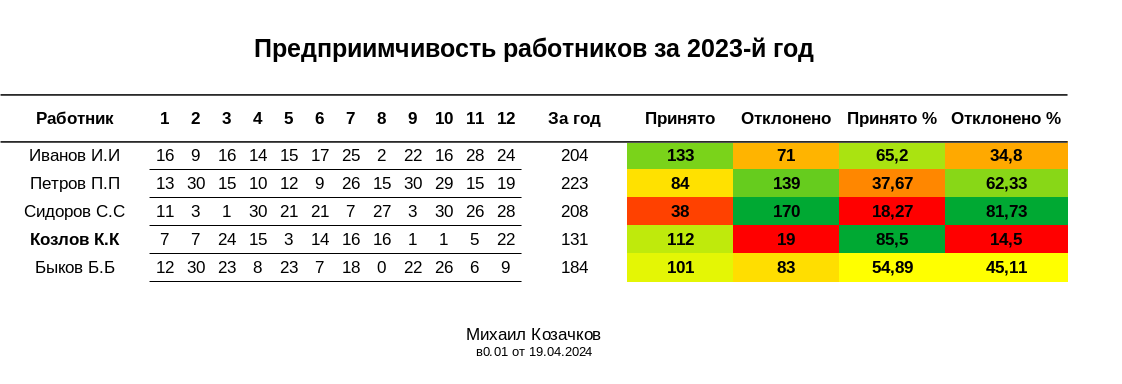 Предприимчивость работников за 2023-й год
Работник 1 2 3 4 5 6 7 8 9 10 11 12 За год Принято Отклонено Принято % Отклонено %
Иванов И.И 16 9 16 14 15 17 25 2 22 16 28 24 204 133 71 65,2 34,8
Петров П.П 13 30 15 10 12 9 26 15 30 29 15 19 223 84 139 37,67 62,33
Сидоров С.С 11 3 1 30 21 21 7 27 3 30 26 28 208 38 170 18,27 81,73
Козлов К.К 7 7 24 15 3 14 16 16 1 1 5 22 131 112 19 85,5 14,5
Быков Б.Б 12 30 23 8 23 7 18 0 22 26 6 9 184 101 83 54,89 45,11
Михаил Козачков
в0.01 от 19.04.2024